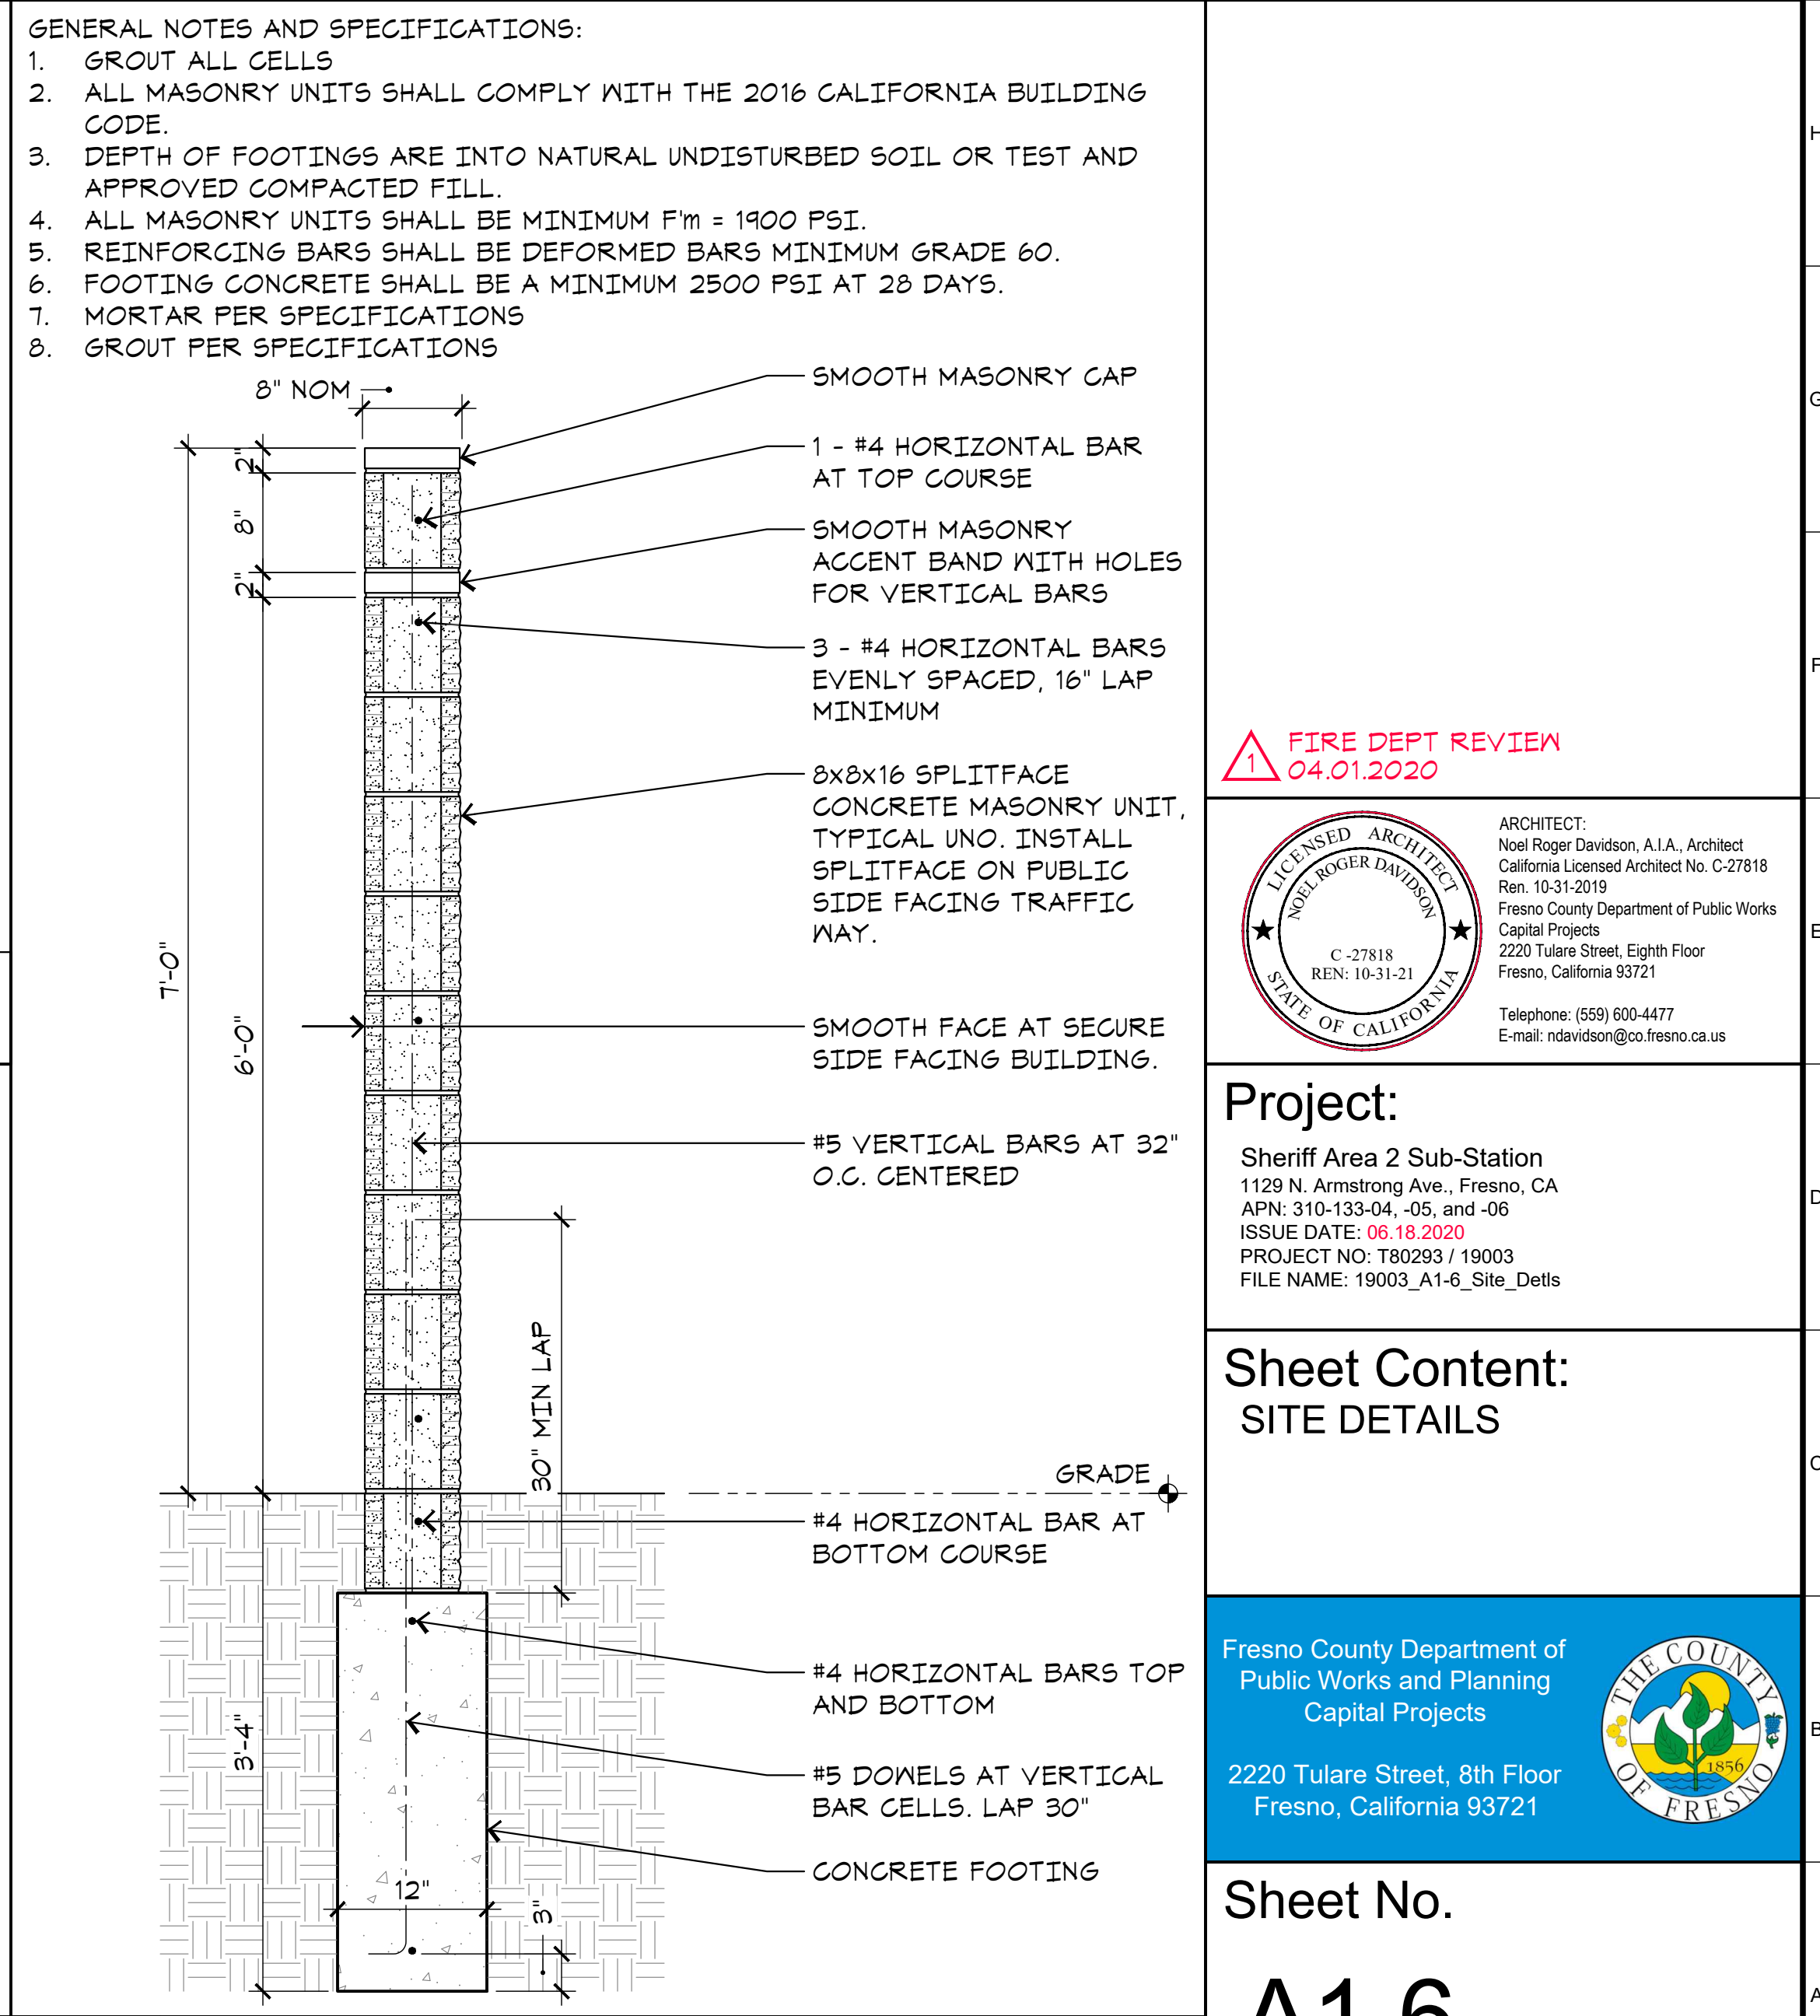 GENERAL NOTES AND SPECIFICATIONS:
1. GROUT ALL CELLS
2. ALL MASONRY UNITS SHALL COMPLY WITH THE 2016 CALIFORNIA BUILDING
CODE.
3. DEPTH OF FOOTINGS ARE INTO NATURAL UNDISTURBED SOIL OR TEST AND
APPROVED COMPACTED FILL.
4. ALL MASONRY UNITS SHALL BE MINIMUM F'm = 1900 PSI.
5. REINFORCING BARS SHALL BE DEFORMED BARS MINIMUM GRADE 60.
6. FOOTING CONCRETE SHALL BE A MINIMUM 2500 PSI AT 28 DAYS.
7. MORTAR PER SPECIFICATIONS
8. GROUT PER SPECIFICATIONS
8" NOM
2"
8"
2"
7'-0"
6'-0"
30" MIN LAP
3'-4"
12"
3"
SMOOTH MASONRY CAP
1 - #4 HORIZONTAL BAR
AT TOP COURSE
SMOOTH MASONRY
ACCENT BAND WITH HOLES
FOR VERTICAL BARS
3 - #4 HORIZONTAL BARS
EVENLY SPACED, 16" LAP
MINIMUM
8x8x16 SPLITFACE
CONCRETE MASONRY UNIT,
TYPICAL UNO. INSTALL
SPLITFACE ON PUBLIC
SIDE FACING TRAFFIC
WAY.
SMOOTH FACE AT SECURE
SIDE FACING BUILDING.
#5 VERTICAL BARS AT 32"
O.C. CENTERED
GRADE
#4 HORIZONTAL BAR AT
BOTTOM COURSE
#4 HORIZONTAL BARS TOP
AND BOTTOM
#5 DOWELS AT VERTICAL
BAR CELLS. LAP 30"
CONCRETE FOOTING
1
FIRE DEPT REVIEW
04.01.2020
LICENSED ARCHITECT
NOEL ROGER DAVIDSON
C -27818
REN: 10-31-21
STATE OF CALIFORNIA
ARCHITECT:
Noel Roger Davidson, A.I.A., Architect
California Licensed Architect No. C-27818
Ren. 10-31-2019
Fresno County Department of Public Works
Capital Projects
2220 Tulare Street, Eighth Floor
Fresno, California 93721
Telephone: (559) 600-4477
E-mail: ndavidson@co.fresno.ca.us
Project:
Sheriff Area 2 Sub-Station
1129 N. Armstrong Ave., Fresno, CA
APN: 310-133-04, -05, and -06
ISSUE DATE: 06.18.2020
PROJECT NO: T80293 / 19003
FILE NAME: 19003_A1-6_Site_Detls
Sheet Content:
SITE DETAILS
Fresno County Department of
Public Works and Planning
Capital Projects
2220 Tulare Street, 8th Floor
Fresno, California 93721
THE COUNTY
1856
OF FRESNO
Sheet No.
A1.6
H
G
F
E
D
C
B
A